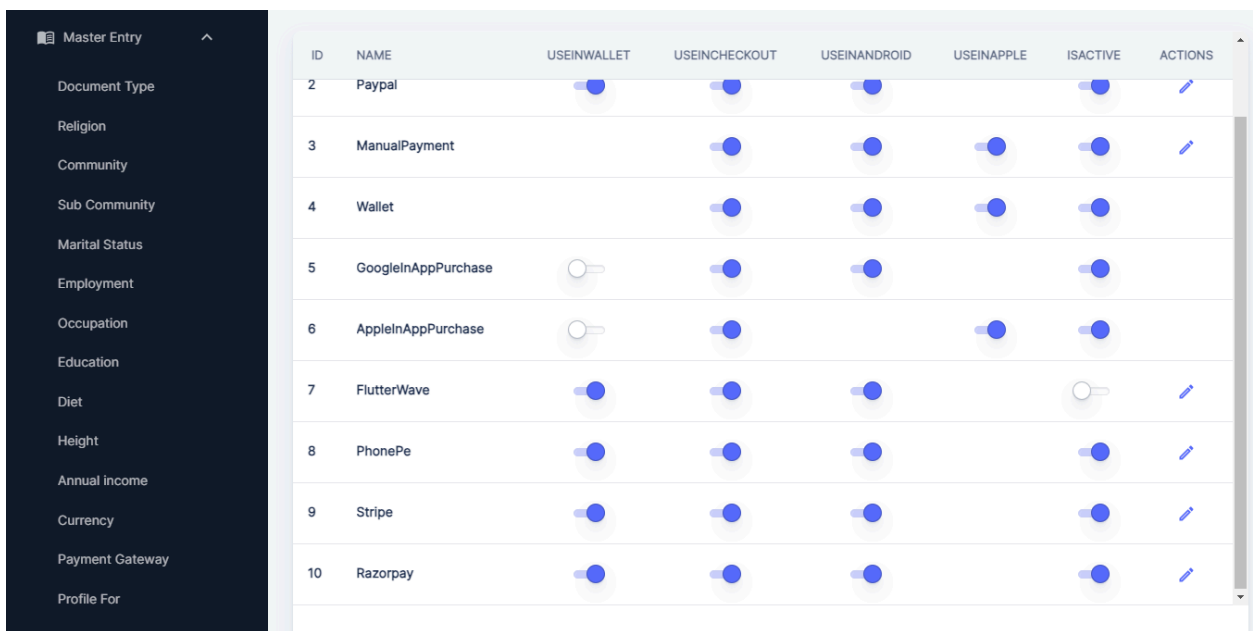 Master Entry
Document Type
Religion
Community
Sub Community
Marital Status
Employment
Occupation
Education
Diet
Height
Annual income
Currency
Payment Gateway
Profile For
ID NAME USEINWALLET USEINCHECKOUT USEINANDROID USEINAPPLE ISACTIVE ACTIONS
2 Paypal
3 ManualPayment
4 Wallet
5 GoogleInAppPurchase
6 AppleInAppPurchase
7 FlutterWave
8 PhonePe
9 Stripe
10 Razorpay